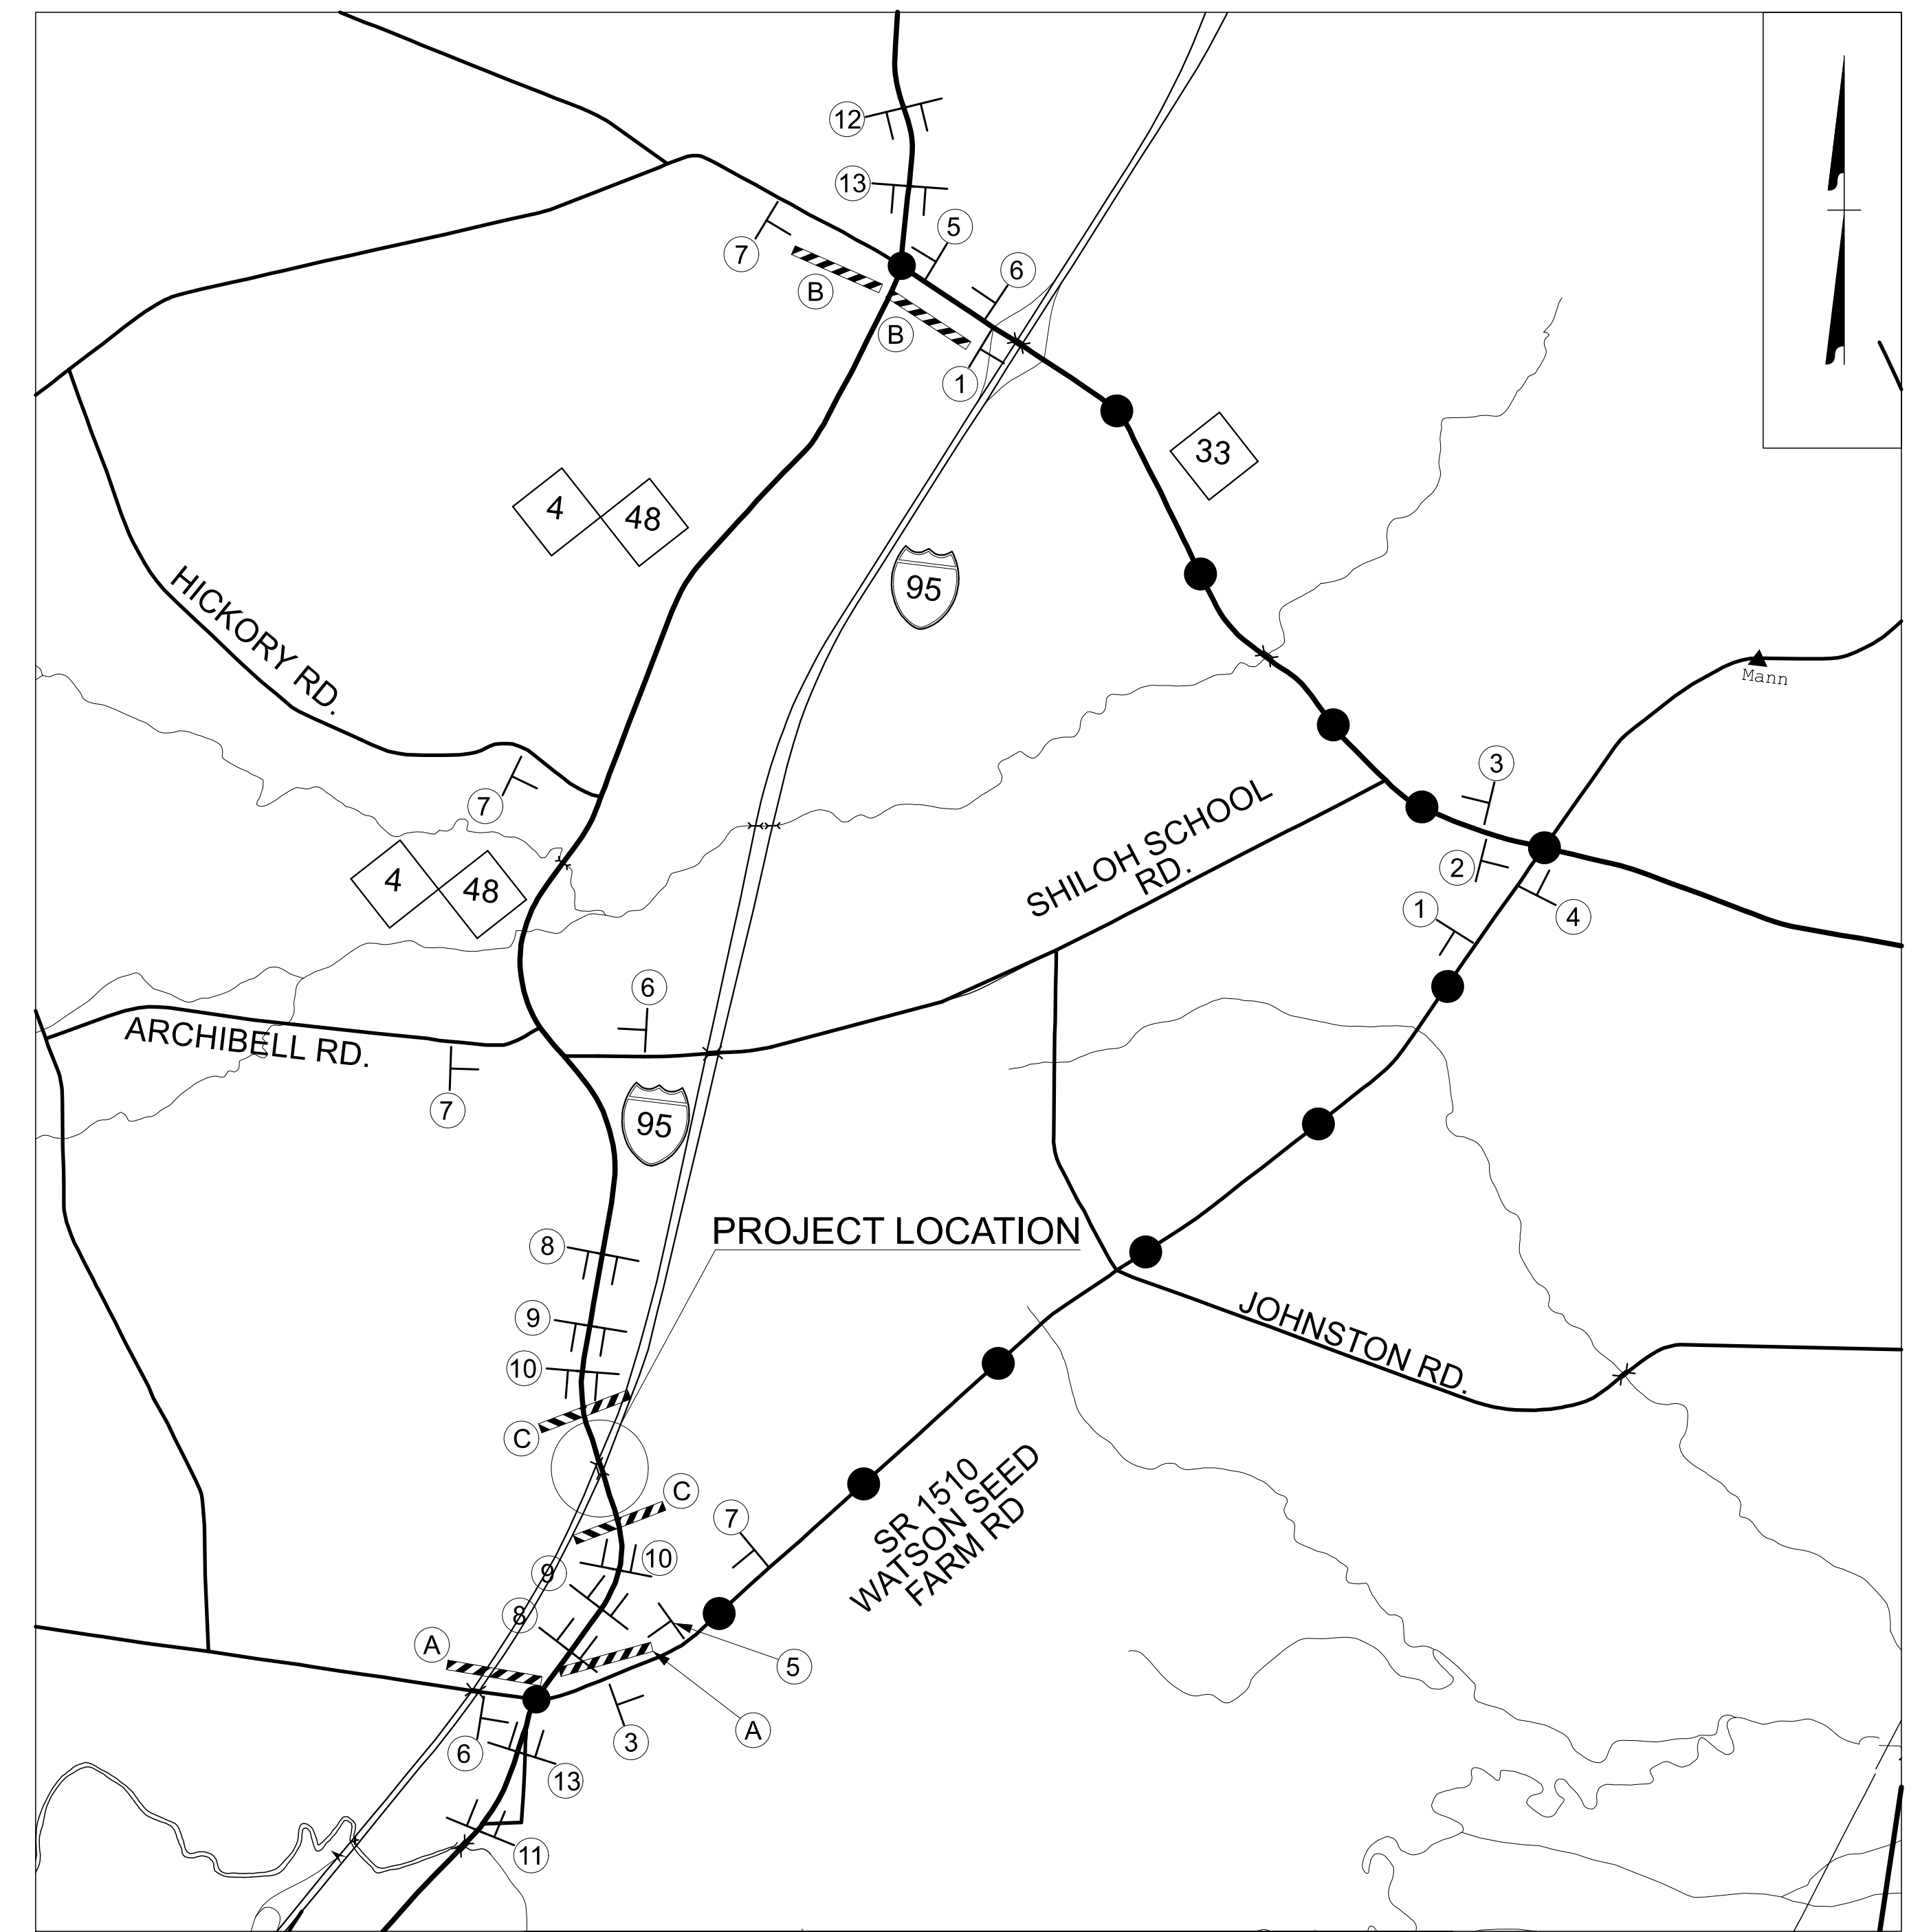 12
13
5
7
6
B
B
1
33
4
48
95
HICKORY RD.
Mann
3
7
SHILOH SCHOOL
RD.
2
4
48
1
4
6
ARCHIBELL RD.
7
95
PROJECT LOCATION
8
9
JOHNSTON RD.
10
C
C
SR 1510
WATSON SEED
FARM RD
7
10
9
8
A
5
3
A
6
13
11